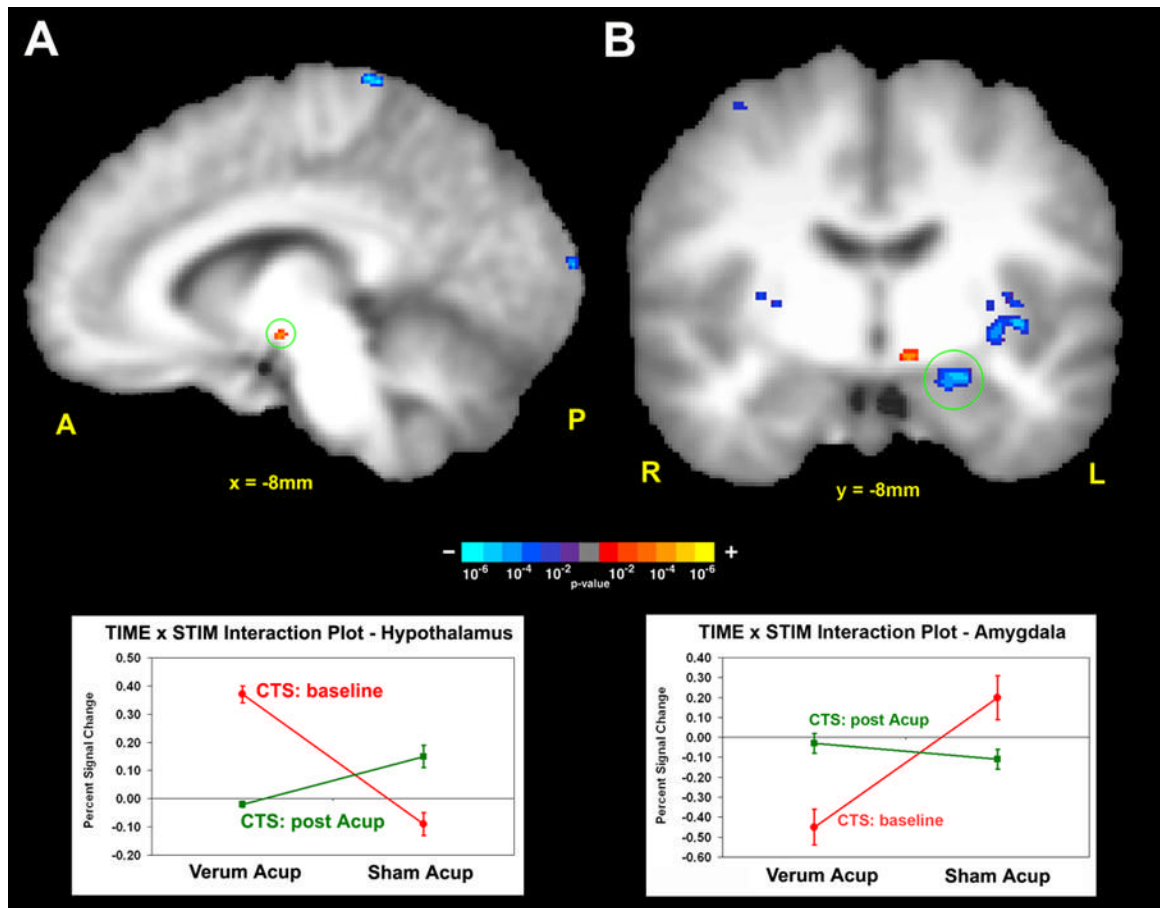 A B
A P
x = -8mm
R L
y = -8mm
− +
10-6 10-4 10-2 10-2 10-4 10-6
p-value
TIME x STIM Interaction Plot - Hypothalamus
0.50
0.40
0.30
0.20
0.10
0.00
-0.10
-0.20
Percent Signal Change
CTS: baseline
CTS: post Acup
Verum Acup Sham Acup
TIME x STIM Interaction Plot - Amygdala
0.40
0.30
0.20
0.10
0.00
-0.10
-0.20
-0.30
-0.40
-0.50
-0.60
Percent Signal Change
CTS: post Acup
CTS: baseline
Verum Acup Sham Acup